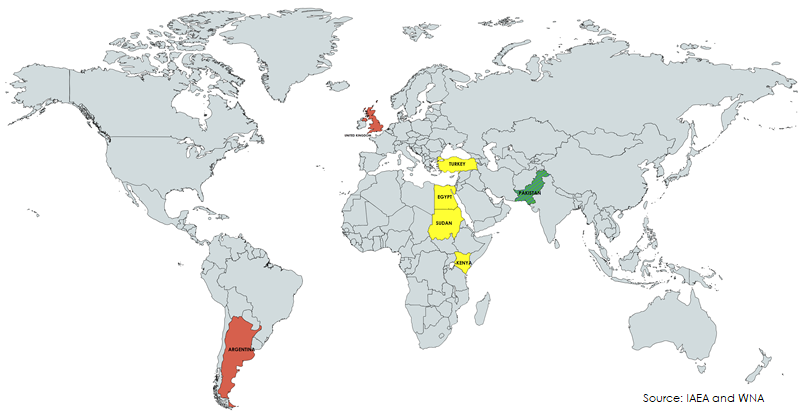 UNITED KINGDOM
TURKEY
EGYPT
PAKISTAN
SUDAN
KENYA
ARGENTINA
Source: IAEA and WNA